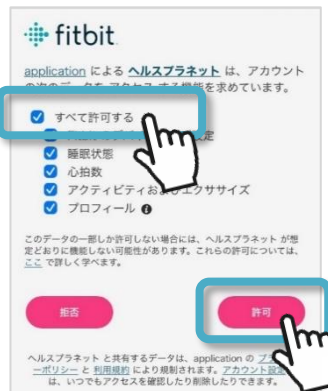 fitbit
application による ヘルスプラネット は、アカウント
の次のデータを アクセス する機能を求めています。
すべて許可する
設定
睡眠状態
心拍数
アクティビティおよびエクササイズ
プロフィール
このデータの一部しか許可しない場合には、ヘルスプラネット が想
定どおりに機能しない可能性があります。これらの許可については、
ここ で詳しく学べます。
拒否
許可
ヘルスプラネット と共有するデータは、application の プラ
ーポリシー と 利用規約 により規制されます。アカウント設定
は、いつでもアクセスを確認したり削除したりできます。